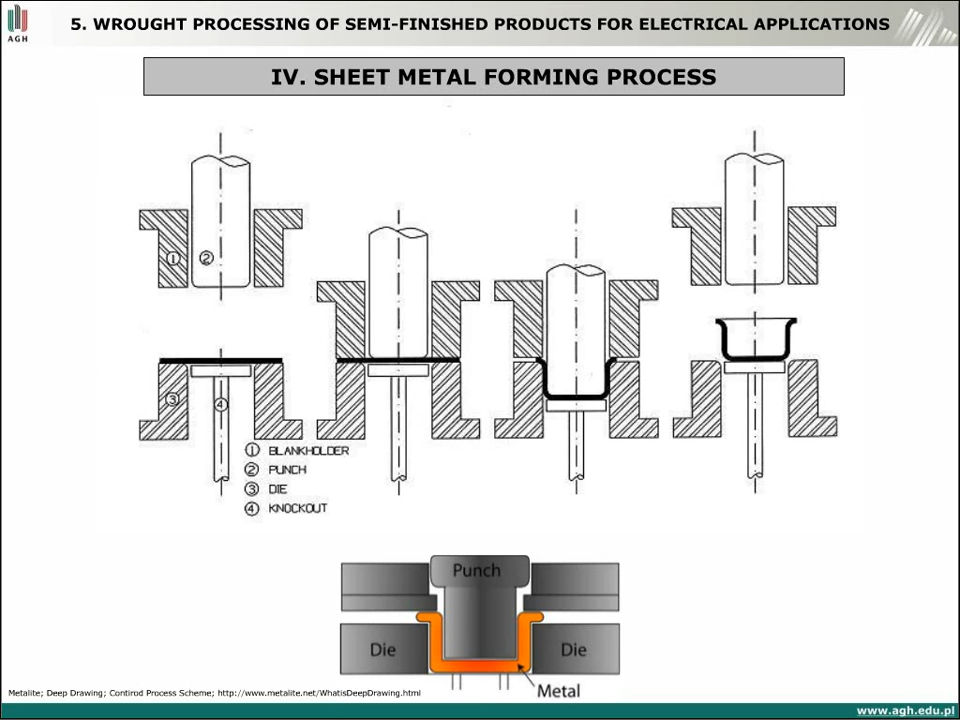 5. WROUGHT PROCESSING OF SEMI-FINISHED PRODUCTS FOR ELECTRICAL APPLICATIONS
AGH
IV. SHEET METAL FORMING PROCESS
1 2
3 4
1 BLANKHOLDER
2 PUNCH
3 DIE
4 KNOCKOUT
Punch
Die Die
Metal
Metalite; Deep Drawing; Contirod Process Scheme; http://www.metalite.net/WhatisDeepDrawing.html
www.agh.edu.pl